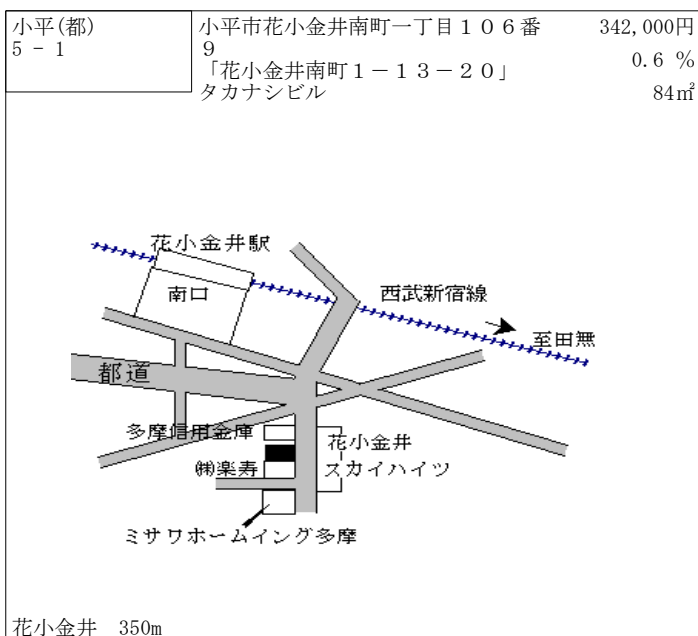 小平(都)
5 - 1
小平市花小金井南町一丁目１０６番
9
「花小金井南町１－１３－２０」
タカナシビル
342,000円
0.6 %
84㎡
花小金井駅
南口
西武新宿線
至田無
都道
多摩信用金庫
花小金井
スカイハイツ
㈱楽寿
ミサワホームイング多摩
花小金井 350m